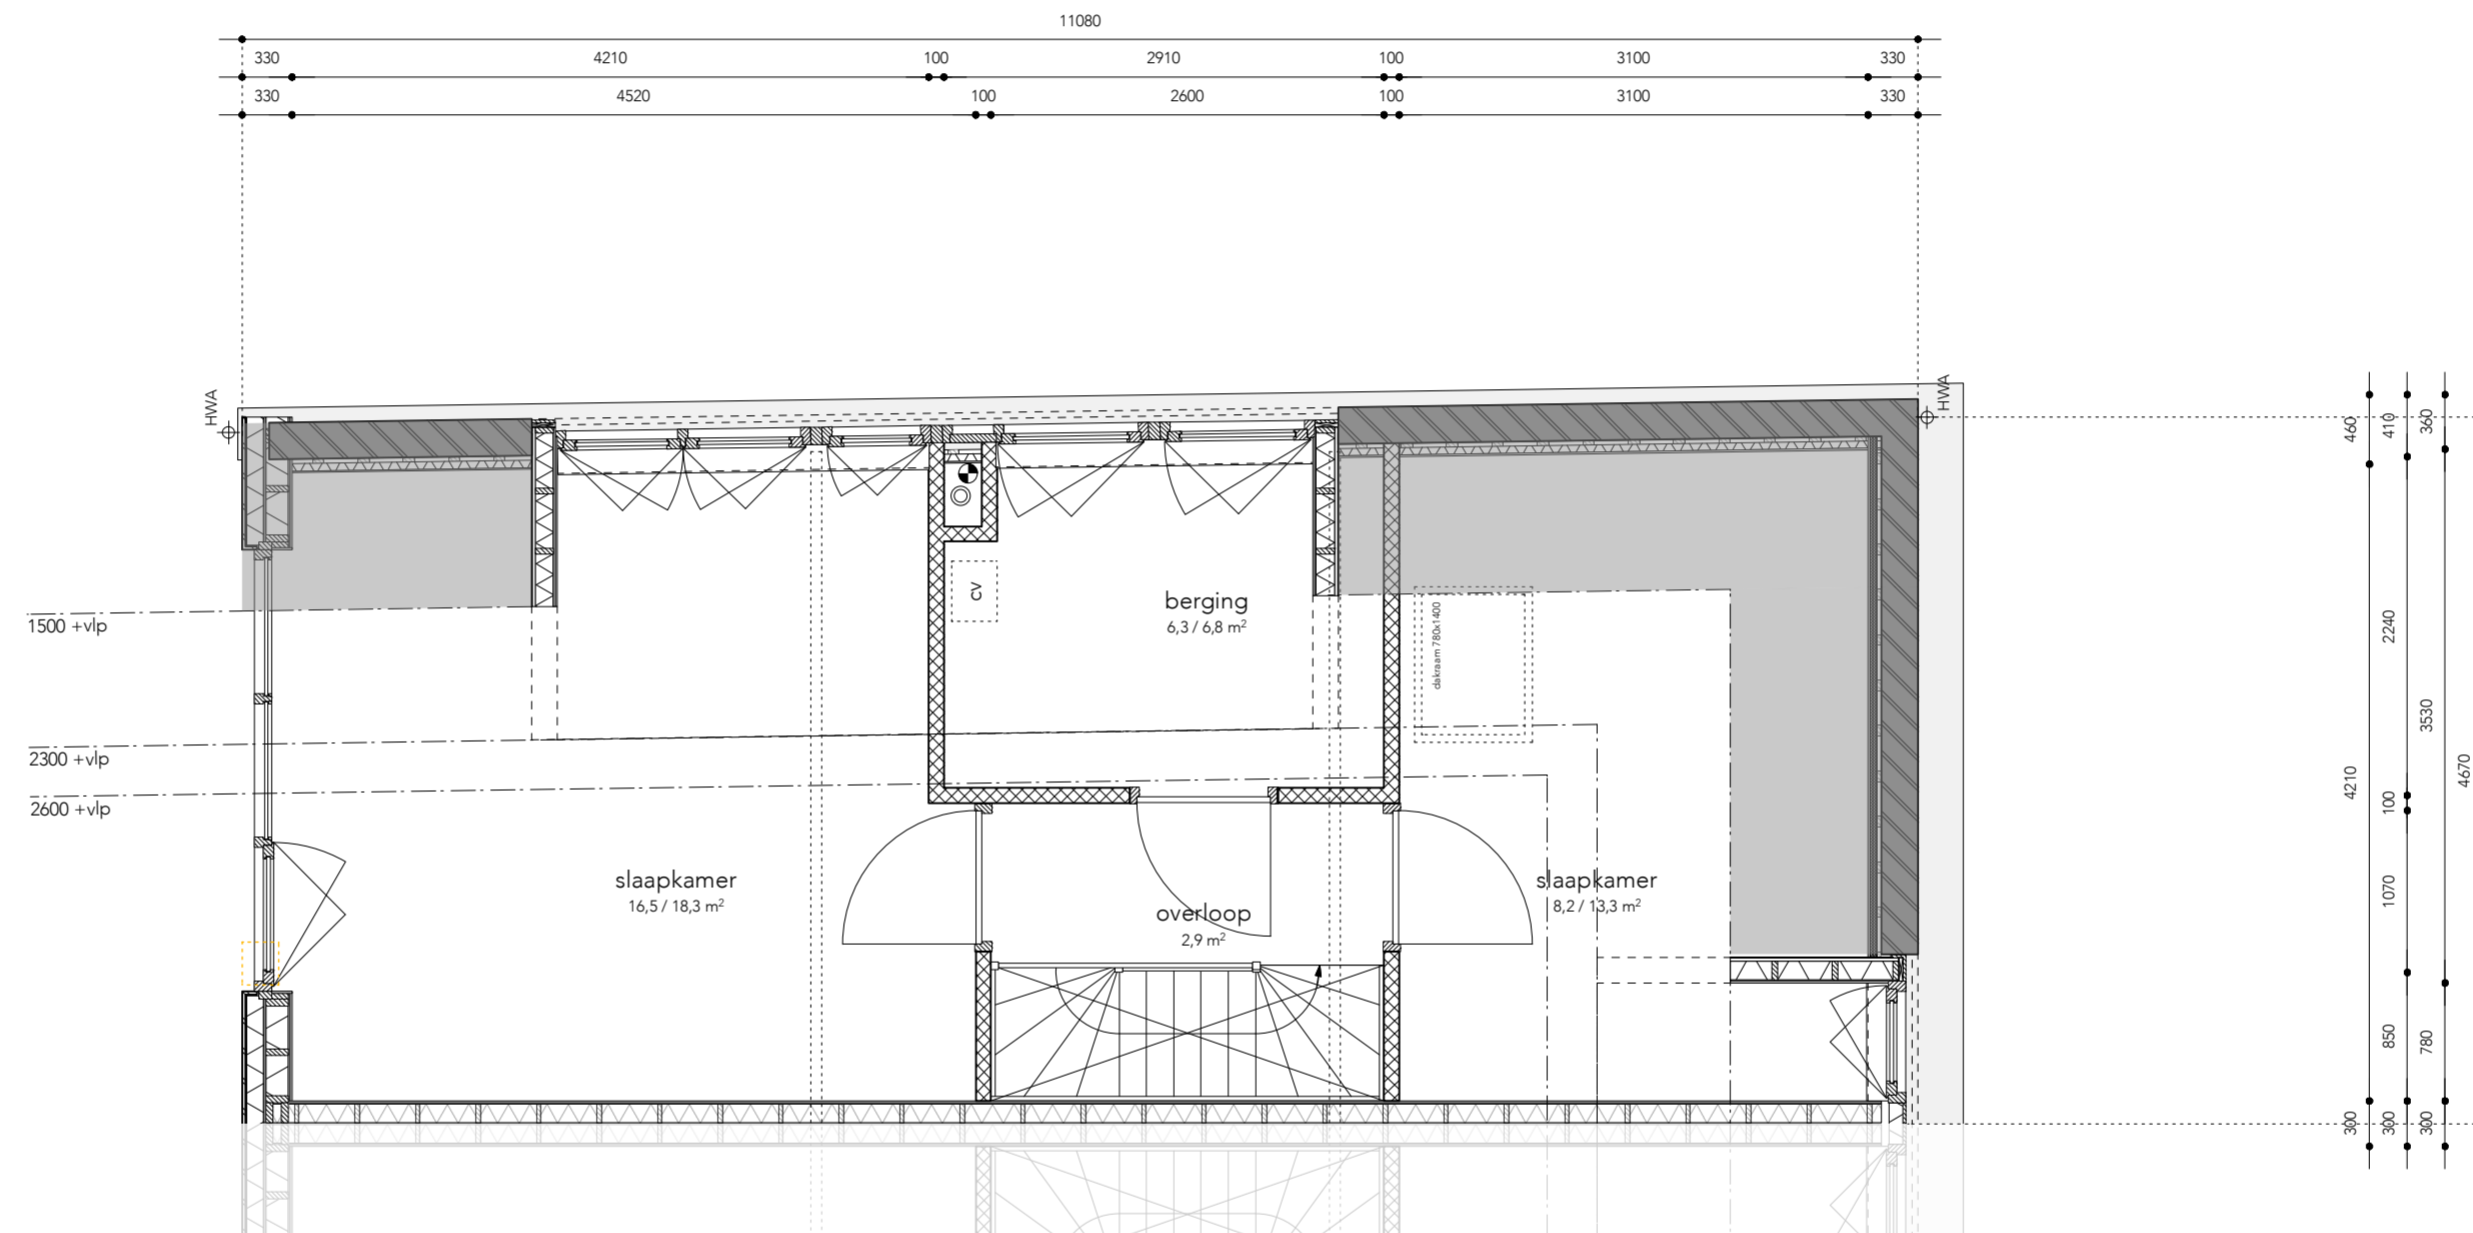 11080
330 4210 100 2910 100 3100 330
330 4520 100 2600 100 3100 330
HWA
HWA
460 410 360
1500 +vlp
CV
berging
6,3 / 6,8 m²
dakraam 780x1400
2240
3530
2300 +vlp
2600 +vlp
4210 100 4670
slaapkamer
16,5 / 18,3 m²
overloop
2,9 m²
slaapkamer
8,2 / 13,3 m²
1070
850 780
300 300 300